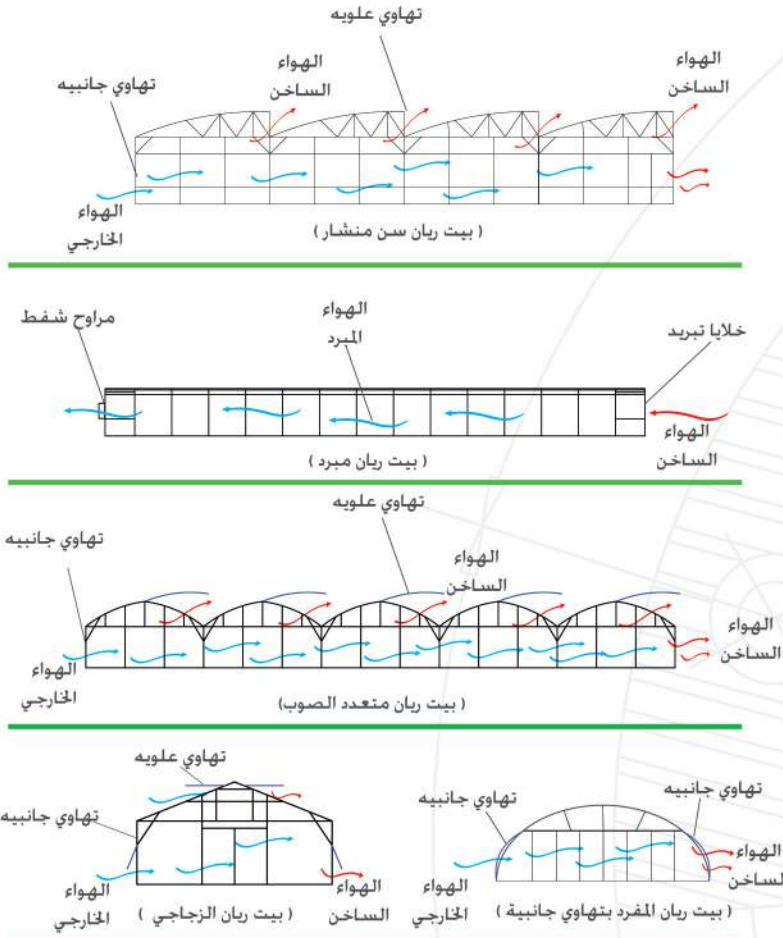 تهاوي علويه
الهواء
الساخن
الهواء
الساخن
تهاوي جانبيه
الهواء
الخارجي
( بيت ريان سن منشار )
مراوح شفط
الهواء
المبرد
خلايا تبريد
الهواء
الساخن
( بيت ريان مبرد )
تهاوي علويه
تهاوي جانبيه
الهواء
الساخن
الهواء
الساخن
الهواء
الخارجي
(بيت ريان متعدد الصوب )
تهاوي علويه
تهاوي جانبيه
الهواء
الخارجي
الهواء
الساخن
( بيت ريان الزجاجي )
تهاوي جانبيه
تهاوي جانبيه
الهواء
الساخن
الهواء
الخارجي
( بيت ريان المفرد بتهاوي جانبية )